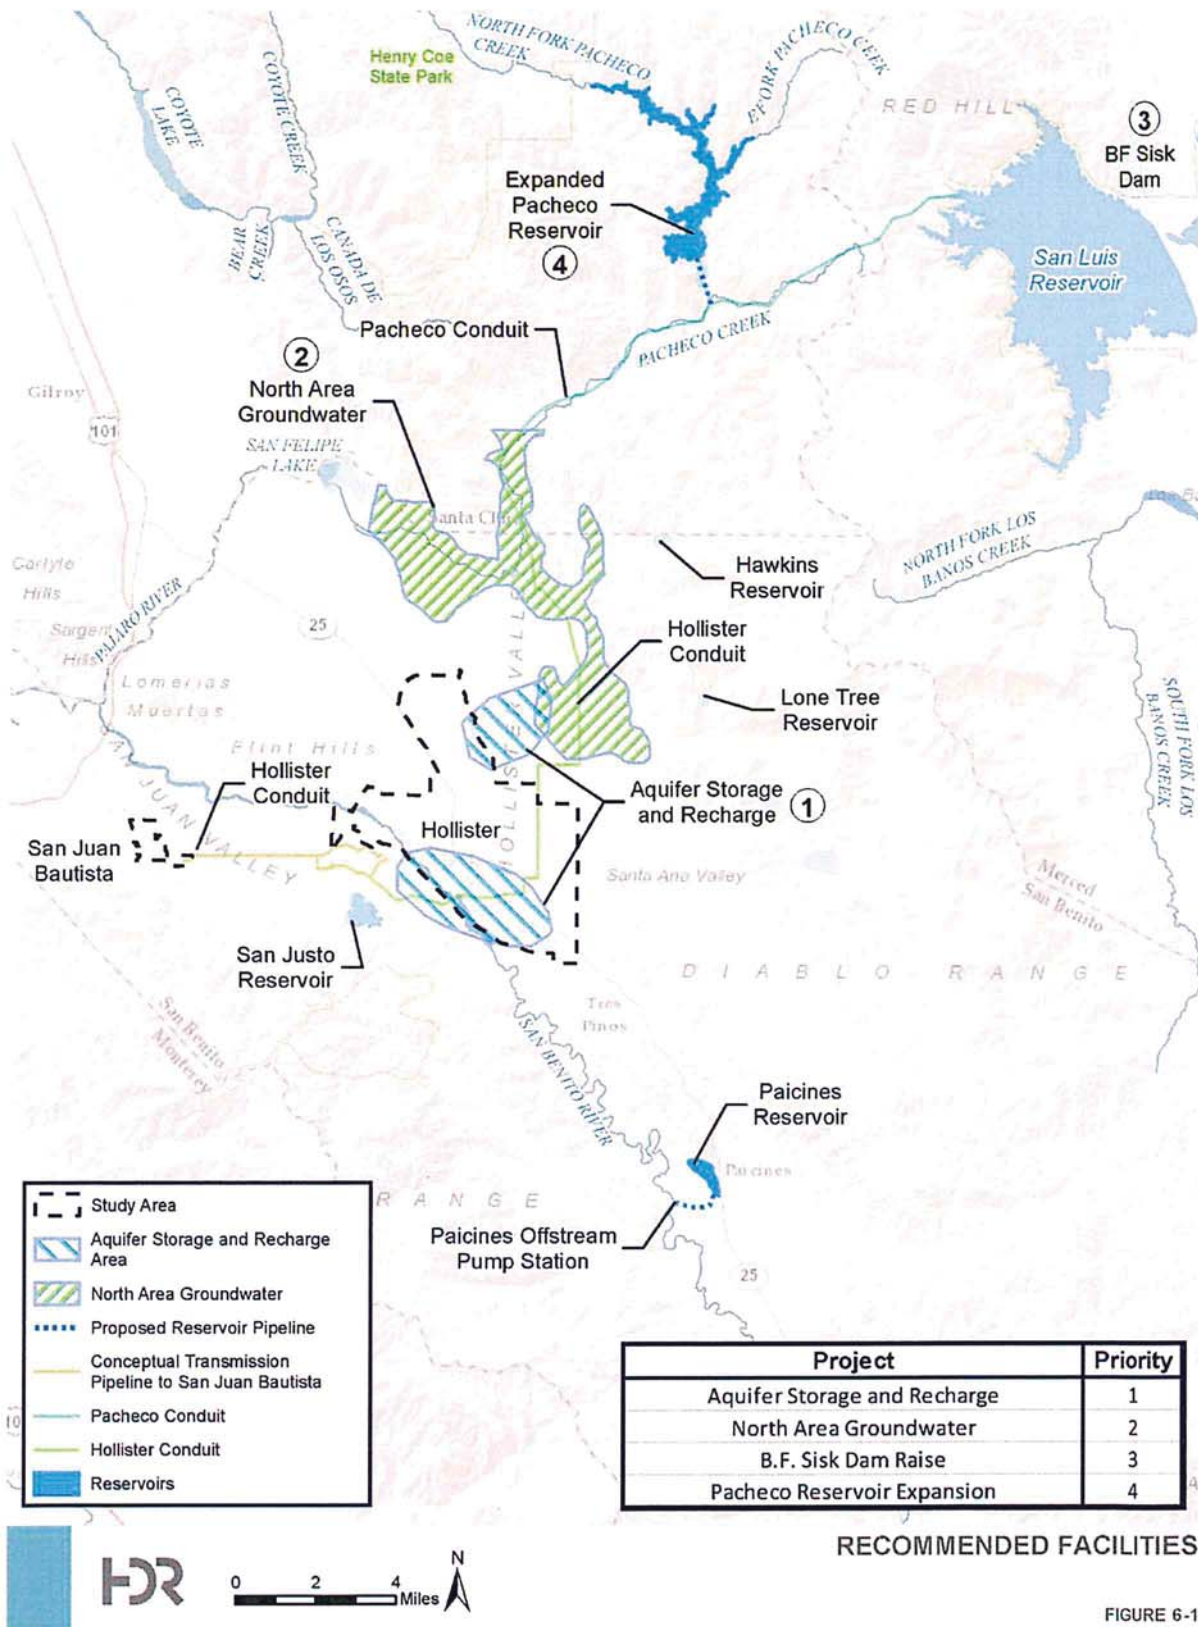 NORTH FORK PACHECO
CREEK
Henry Coe
State Park
COYOTE CREEK
COYOTE
LAKE
RED HILL
3
BF Sisk
Dam
Expanded
Pacheco
Reservoir
4
San Luis
Reservoir
BEAR
CREEK
CANADA DE
LOS OSOS
Pacheco Conduit
PACHECO CREEK
2
North Area
Groundwater
Gilroy
101
SAN FELIPE
LAKE
NORTH FORK LOS
BANOS CREEK
Hawkins
Reservoir
Carlyle
Hills
Sargent
Hills
PAJARO RIVER
25
Hollister
Conduit
Lomerias
Muertas
Lone Tree
Reservoir
SOUTH FORK LOS
BANOS CREEK
Flint Hills
HOLLISTER VALLEY
Hollister
Conduit
SAN JUAN VALLEY
Aquifer Storage
and Recharge
1
Hollister
San Juan
Bautista
Santa Ana Valley
Merced
San Benito
San Justo
Reservoir
DIABLO RANGE
Tres
Pinos
San Benito
Monterey
SAN BENITO RIVER
Paicines
Reservoir
Paicines
RANGE
Paicines Offstream
Pump Station
25
Study Area
Aquifer Storage and Recharge
Area
North Area Groundwater
Proposed Reservoir Pipeline
Conceptual Transmission
Pipeline to San Juan Bautista
Pacheco Conduit
Hollister Conduit
Reservoirs
Project Priority
Aquifer Storage and Recharge 1
North Area Groundwater 2
B.F. Sisk Dam Raise 3
Pacheco Reservoir Expansion 4
RECOMMENDED FACILITIES
HDR
0 2 4
Miles
N
FIGURE 6-1